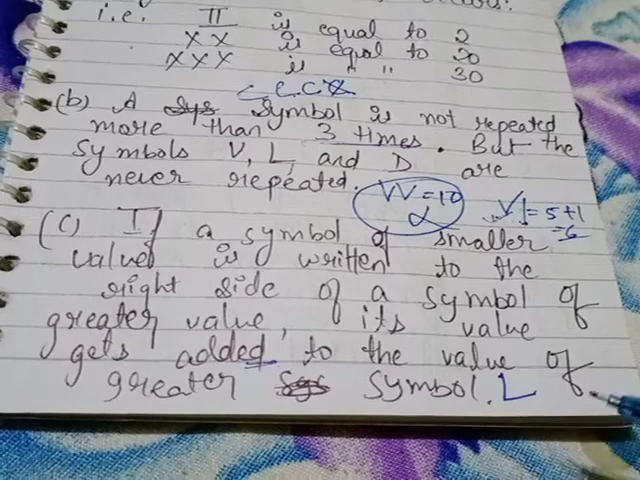 i.e. II is equal to 2
XX is equal to 20
XXX is " " 30
(b) A symbol is not repeated
more than 3 times. But the
symbols V, L, and D are
never repeated.
VV=10
VI=5+1
=6
(c) If a symbol of smaller
value is written to the
right side of a symbol of
greater value, its value
gets added to the value of
greater symbol. L